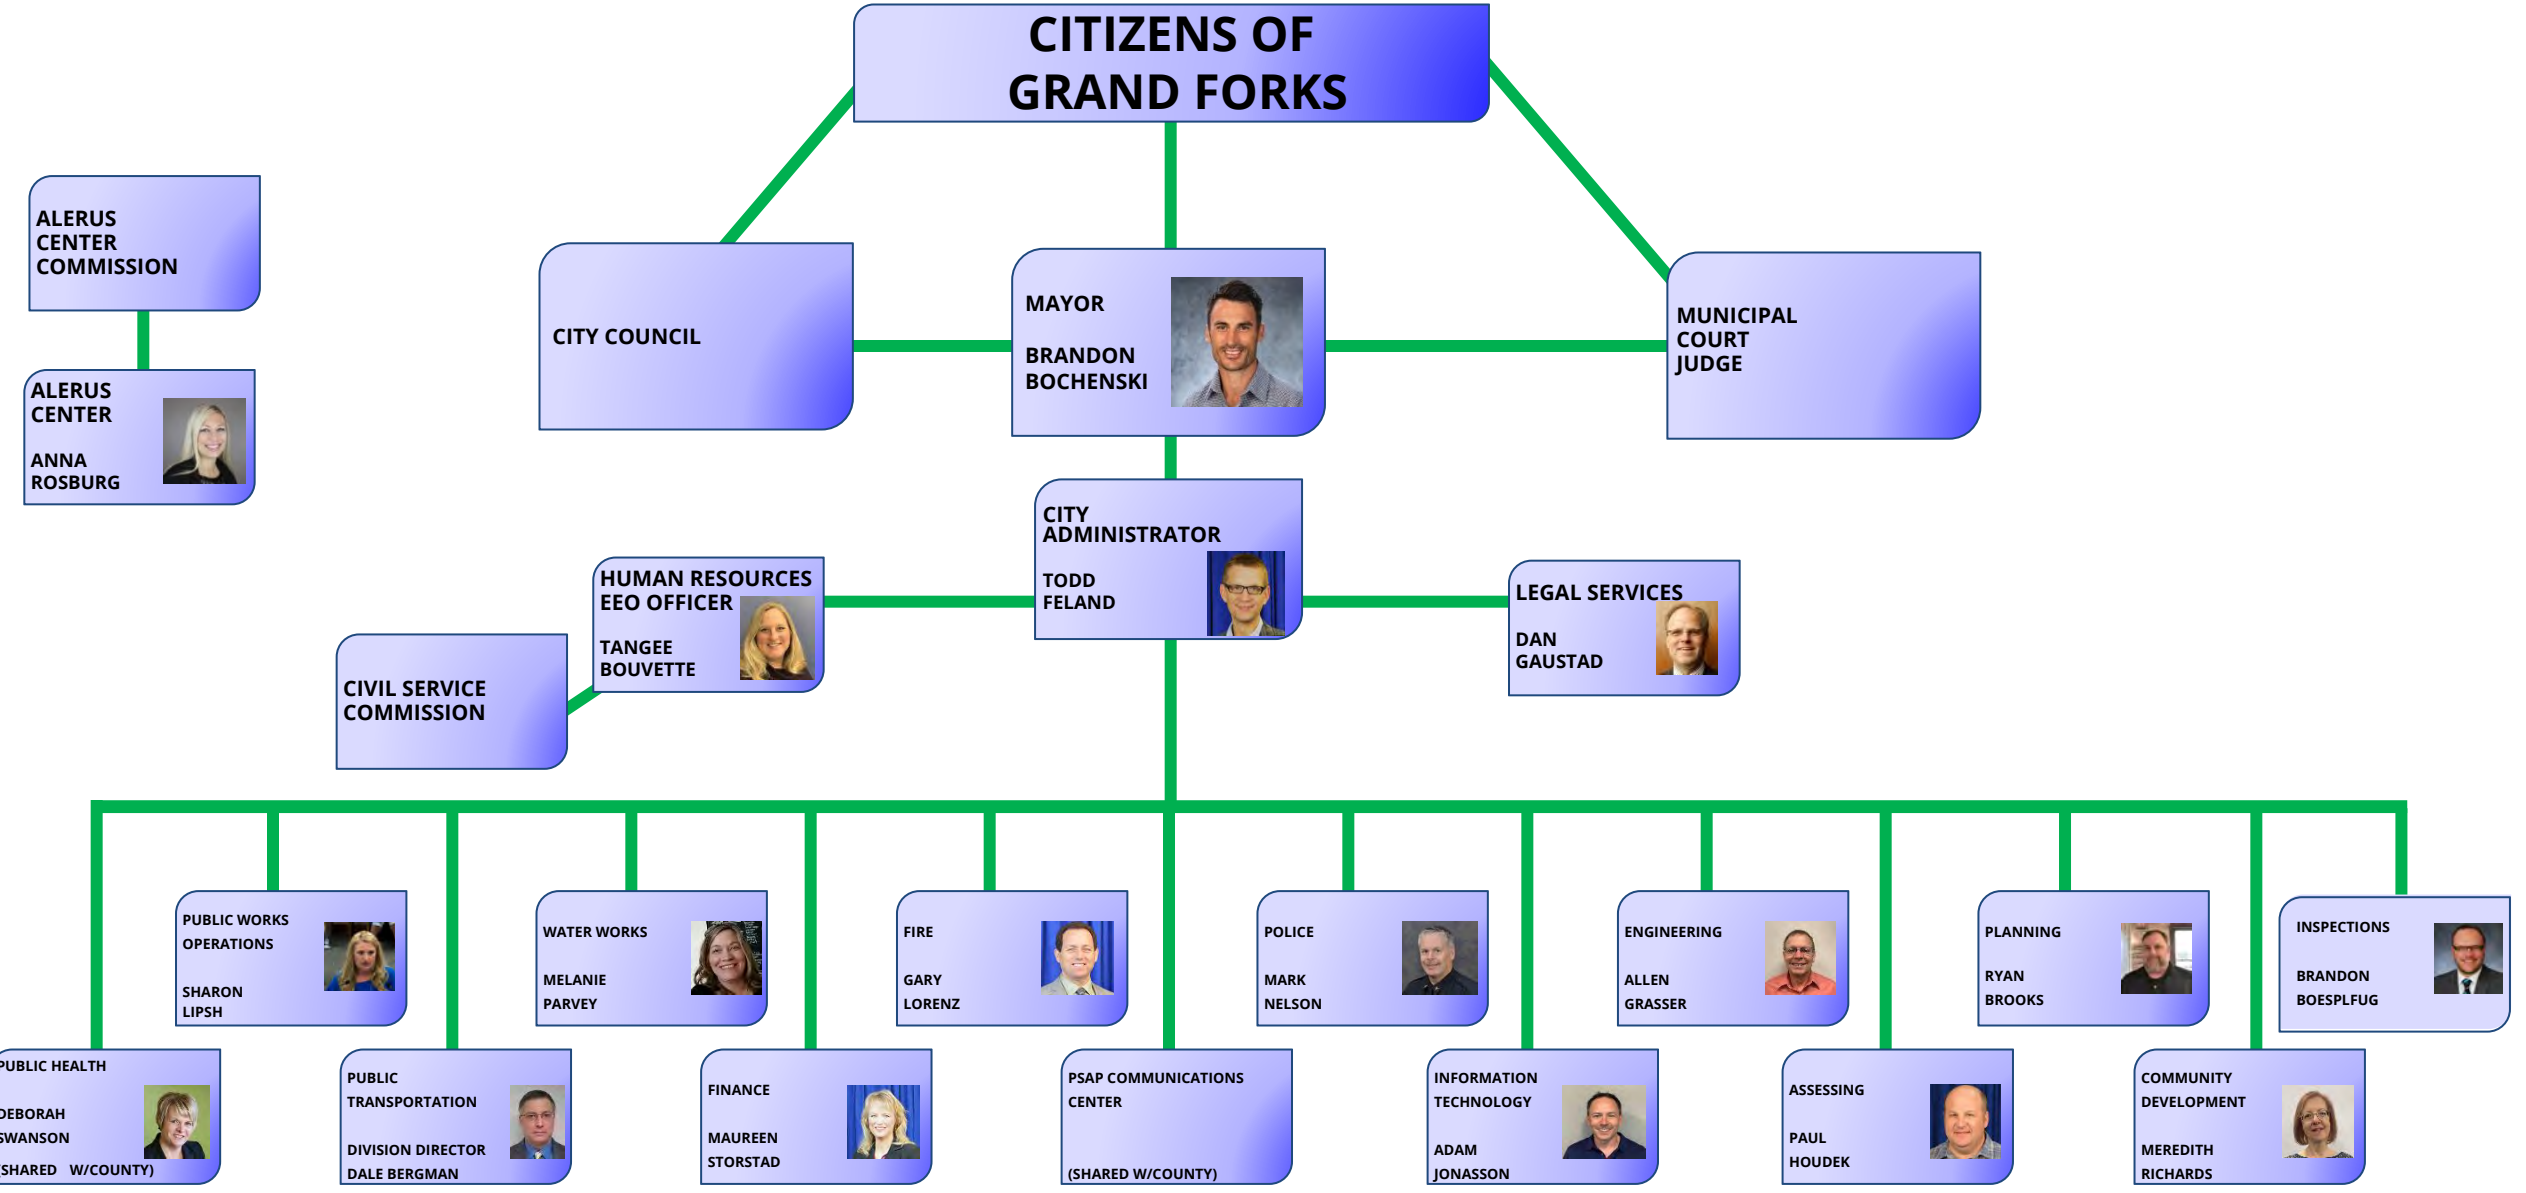 CITIZENS OF
GRAND FORKS
ALERUS
CENTER
COMMISSION
ALERUS
CENTER
ANNA
ROSBURG
CITY COUNCIL
MAYOR
BRANDON
BOCHENSKI
MUNICIPAL
COURT
JUDGE
CITY
ADMINISTRATOR
TODD
FELAND
HUMAN RESOURCES
EEO OFFICER
TANGEE
BOUVETTE
LEGAL SERVICES
DAN
GAUSTAD
CIVIL SERVICE
COMMISSION
PUBLIC WORKS
OPERATIONS
SHARON
LIPSH
WATER WORKS
MELANIE
PARVEY
FIRE
GARY
LORENZ
POLICE
MARK
NELSON
ENGINEERING
ALLEN
GRASSER
PLANNING
RYAN
BROOKS
INSPECTIONS
BRANDON
BOESPLFUG
PUBLIC HEALTH
DEBORAH
SWANSON
(SHARED W/COUNTY)
PUBLIC
TRANSPORTATION
DIVISION DIRECTOR
DALE BERGMAN
FINANCE
MAUREEN
STORSTAD
PSAP COMMUNICATIONS
CENTER
(SHARED W/COUNTY)
INFORMATION
TECHNOLOGY
ADAM
JONASSON
ASSESSING
PAUL
HOUDEK
COMMUNITY
DEVELOPMENT
MEREDITH
RICHARDS